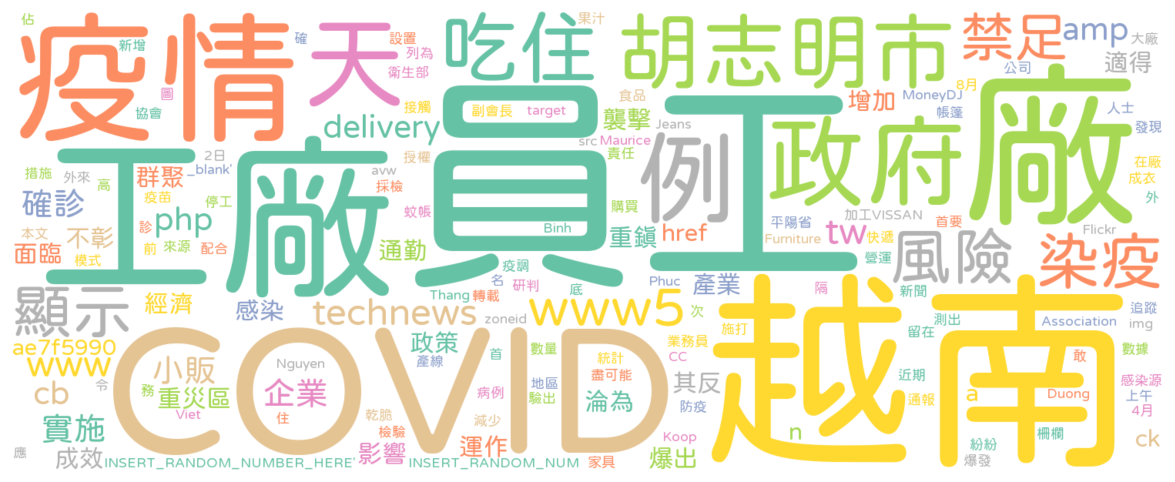 佔
疫情
新增
確
天
設置
列為
衛生部
吃住
果汁
胡志明市
禁足
amp
大廠
適得
協會
圖
接觸
副會長
target
食品
襲擊
Jeans
增加
公司
8月
MoneyDJ
帳篷
人士
發現
delivery
src
Maurice
責任
工廠
員工
例
政府
廠
措施
外來
高
2日
_blank'
群聚
疫苗
停工
授權
avw
採檢
在廠
成衣
外
確診
php
診
蚊帳
購買
Binh
重鎮
href
平陽省
加工VISSAN
首要
tw
Furniture
快遞
Flickr
本文
面臨
不彰
模式
前
來源
配合
通勤
疫調
營運
風險
染疫
顯示
經濟
感染
Thang
轉載
名
研判
底
Phuc
產業
隔
新聞
追蹤
technews
zoneid
www5
次
施打
留在
測出
Association
img
ae7f5990
www
政策
產線
首
數量
業務員
CC
越南
近期
敢
數據
COVID
小販
Nguyen
企業
統計
盡可能
其反
a
感染源
cb
令
務
重災區
Viet
住
病例
地區
驗出
淪為
防疫
通報
Duong
上午
4月
實施
乾脆
檢驗
減少
Koop
n
柵欄
紛紛
ck
應
成效
INSERT_RANDOM_NUMBER_HERE'
影響
運作
INSERT_RANDOM_NUM
家具
爆出
爆發